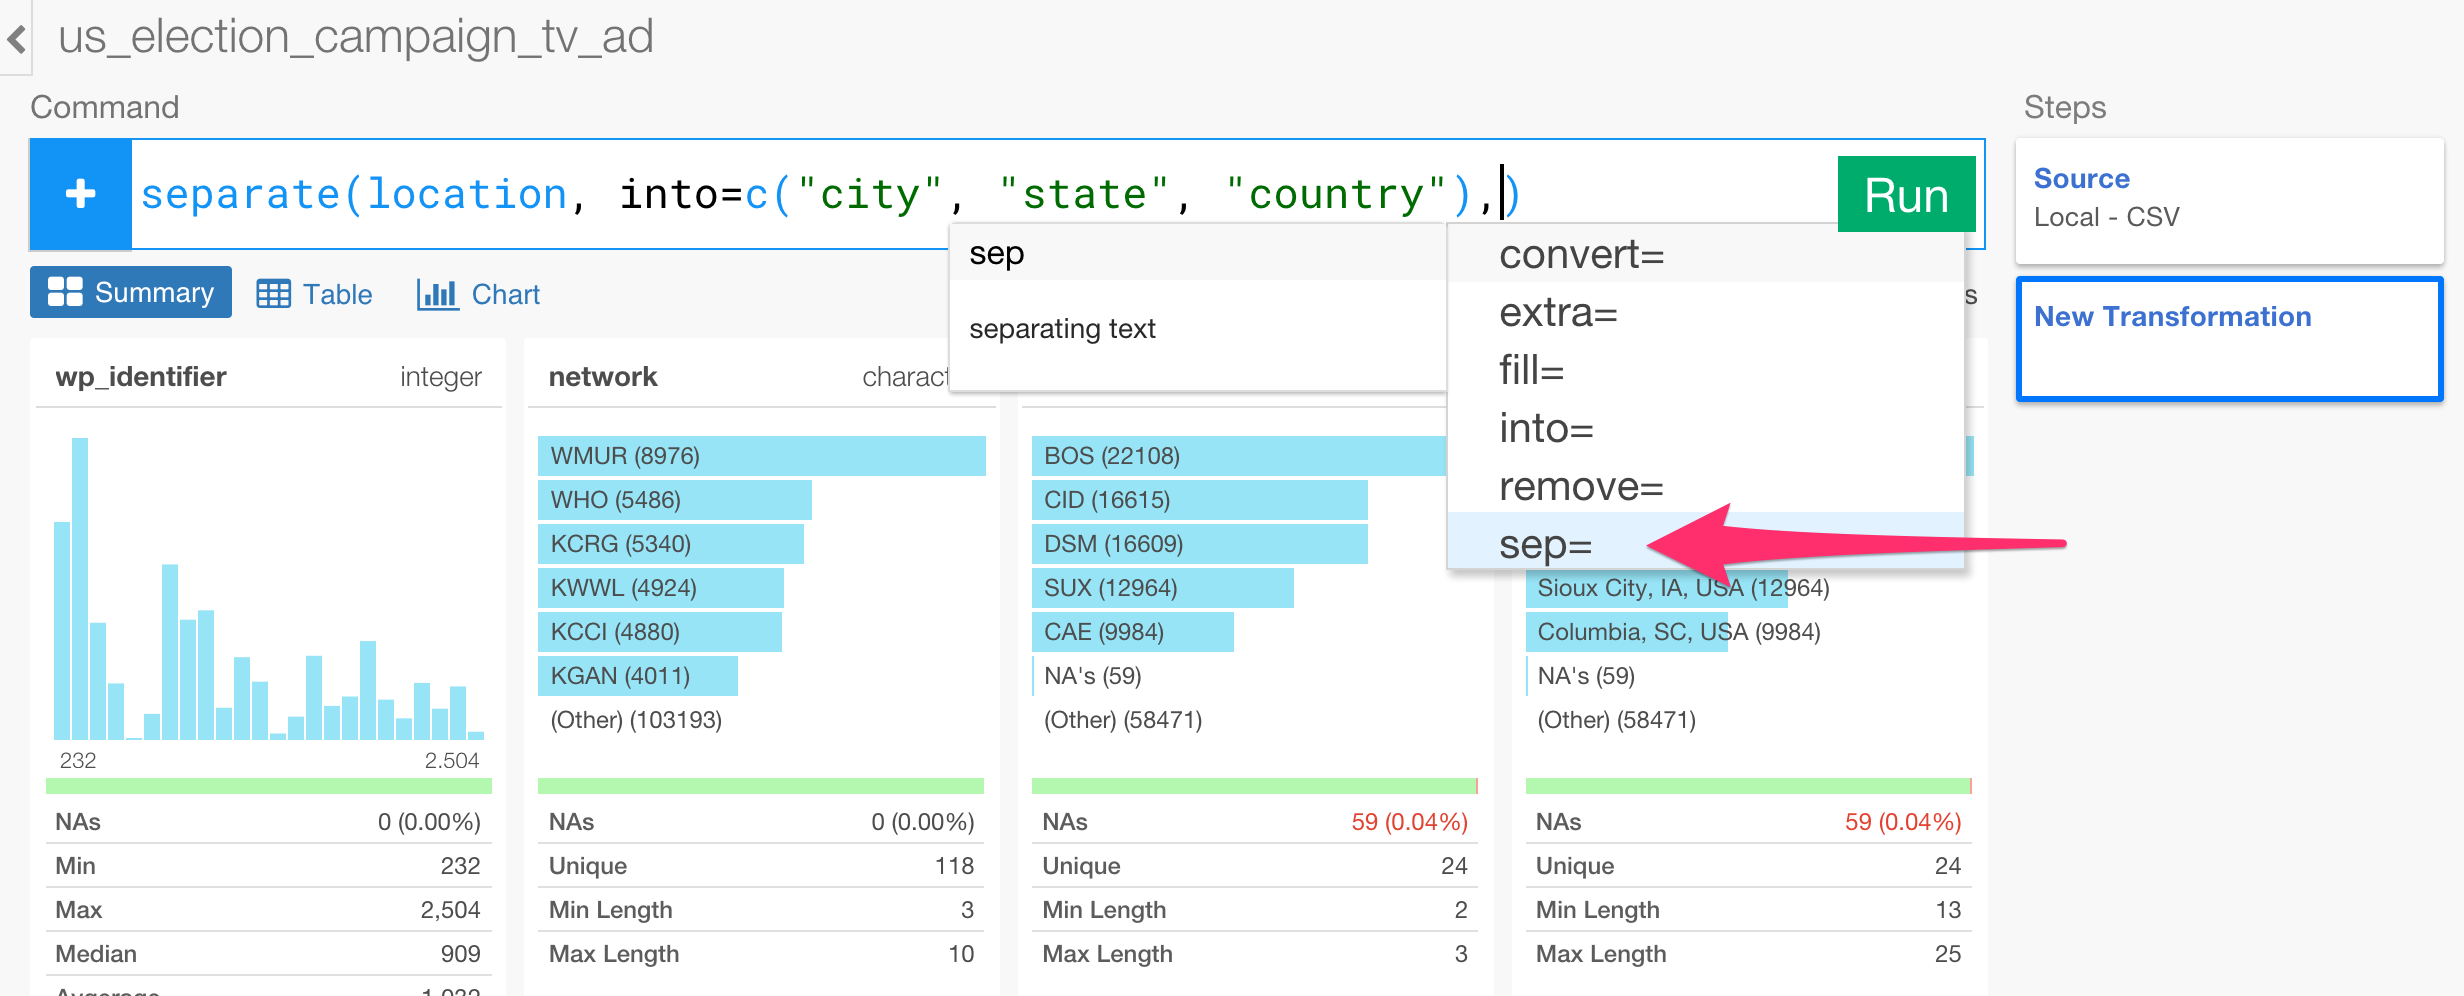 us_election_campaign_tv_ad
Command
Steps
+ separate(location, into=c("city", "state", "country"),)
Run
Source
Local - CSV
New Transformation
Summary
Table
Chart
s
sep
separating text
convert=
extra=
fill=
into=
remove=
sep=
wp_identifier integer
232 2.504
NAs 0 (0.00%)
Min 232
Max 2,504
Median 909
network
WMUR (8976)
WHO (5486)
KCRG (5340)
KWWL (4924)
KCCI (4880)
KGAN (4011)
(Other) (103193)
NAs 0 (0.00%)
Unique 118
Min Length 3
Max Length 10
BOS (22108)
CID (16615)
DSM (16609)
SUX (12964)
CAE (9984)
NA's (59)
(Other) (58471)
NAs 59 (0.04%)
Unique 24
Min Length 2
Max Length 3
Sioux City, IA, USA (12964)
Columbia, SC, USA (9984)
NA's (59)
(Other) (58471)
NAs 59 (0.04%)
Unique 24
Min Length 13
Max Length 25